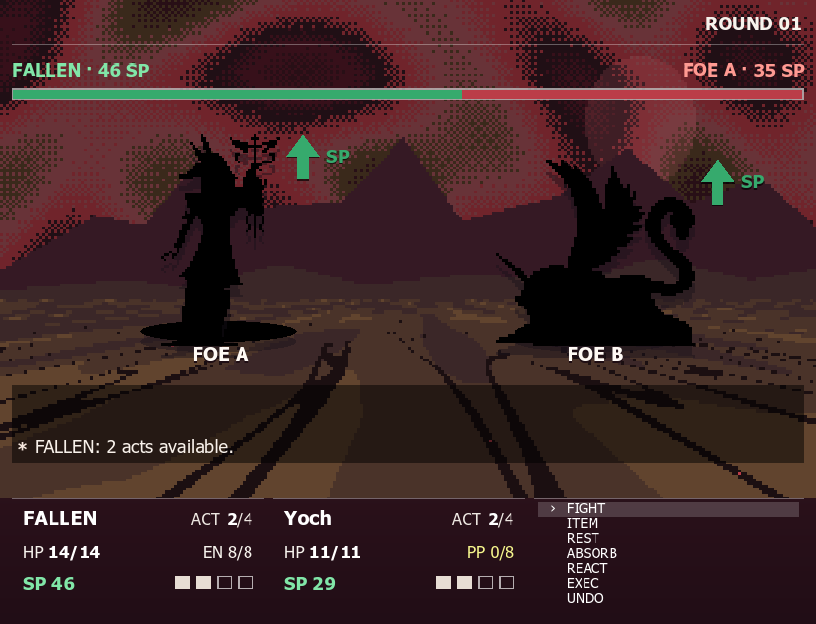 ROUND 01
FALLEN · 46 SP
FOE A · 35 SP
SP
SP
FOE A
FOE B
* FALLEN: 2 acts available.
FALLEN ACT 2/4
HP 14/14 EN 8/8
SP 46
Yoch ACT 2/4
HP 11/11 PP 0/8
SP 29
› FIGHT
ITEM
REST
ABSORB
REACT
EXEC
UNDO